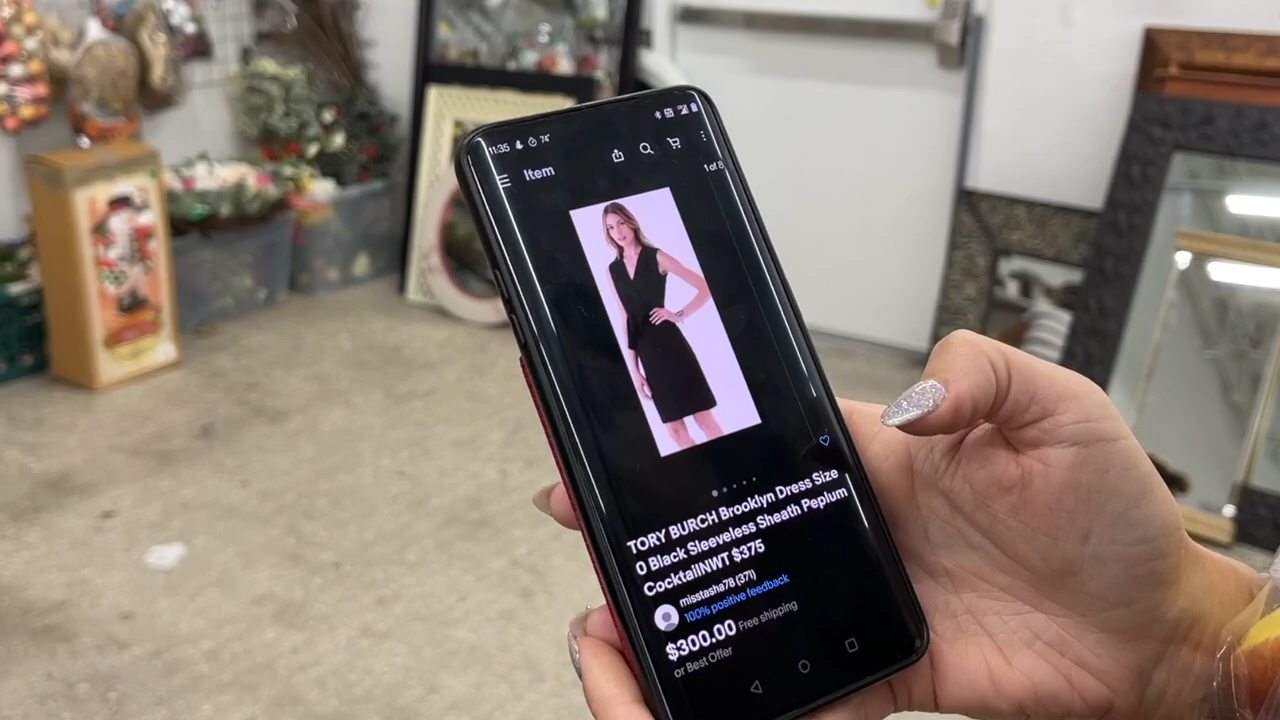 11:35 74°
Item
1 of 8
TORY BURCH Brooklyn Dress Size
0 Black Sleeveless Sheath Peplum
CocktailNWT $375
misstasha78 (371)
100% positive feedback
$300.00 Free shipping
or Best Offer